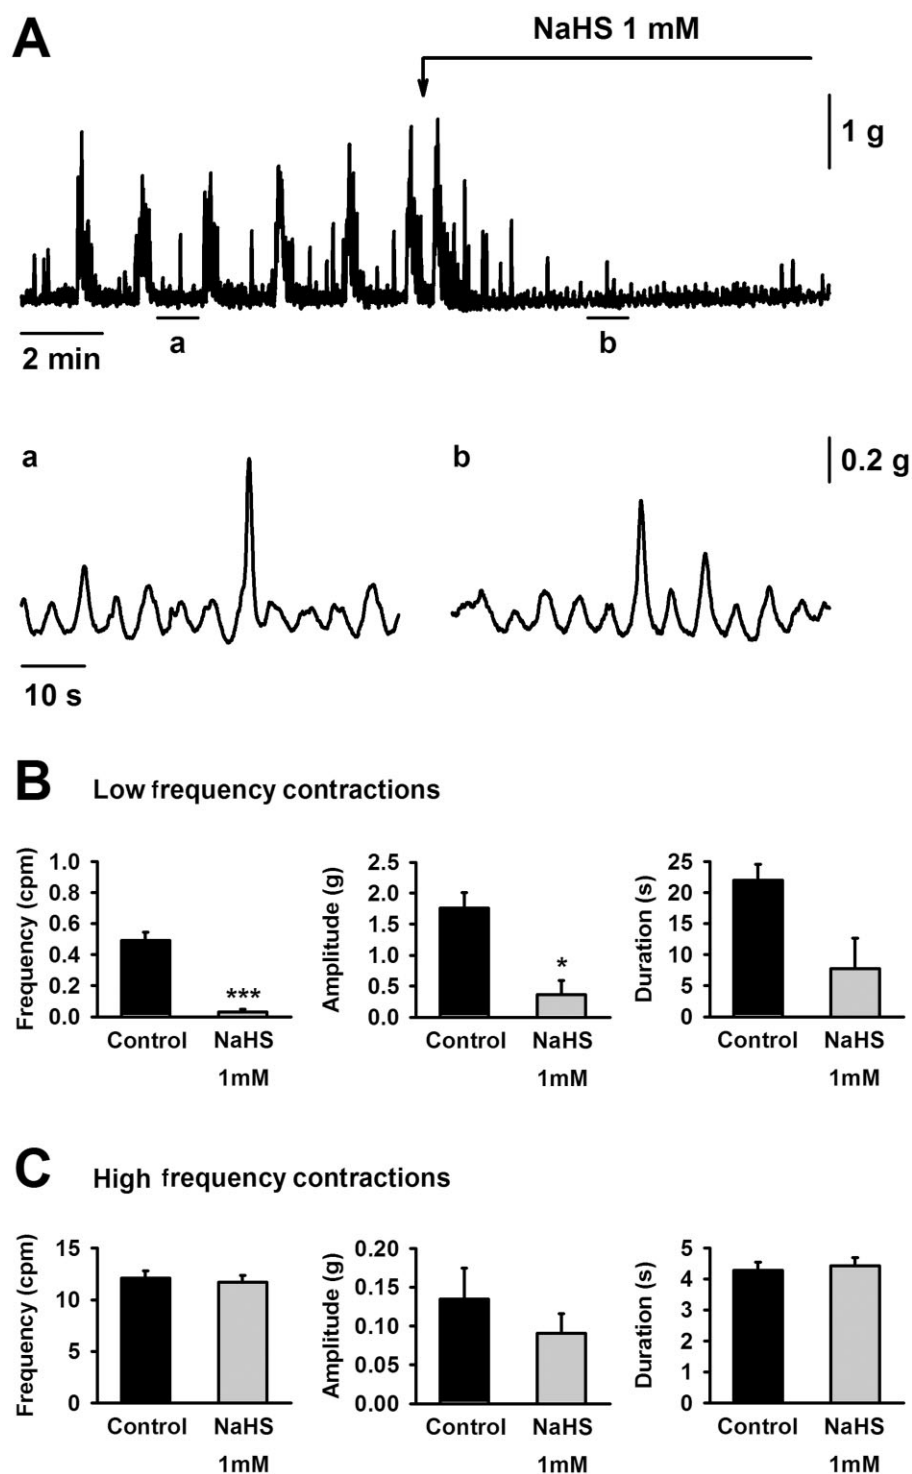 A
NaHS 1 mM
1 g
2 min
a
b
a
b
0.2 g
10 s
B Low frequency contractions
Frequency (cpm)
1.0
0.8
0.6
0.4
0.2
0.0
***
Control NaHS
1mM
Amplitude (g)
2.5
2.0
1.5
1.0
0.5
0.0
*
Control NaHS
1mM
Duration (s)
25
20
15
10
5
0
Control NaHS
1mM
C High frequency contractions
Frequency (cpm)
15
10
5
0
Control NaHS
1mM
Amplitude (g)
0.20
0.15
0.10
0.05
0.00
Control NaHS
1mM
Duration (s)
5
4
3
2
1
0
Control NaHS
1mM